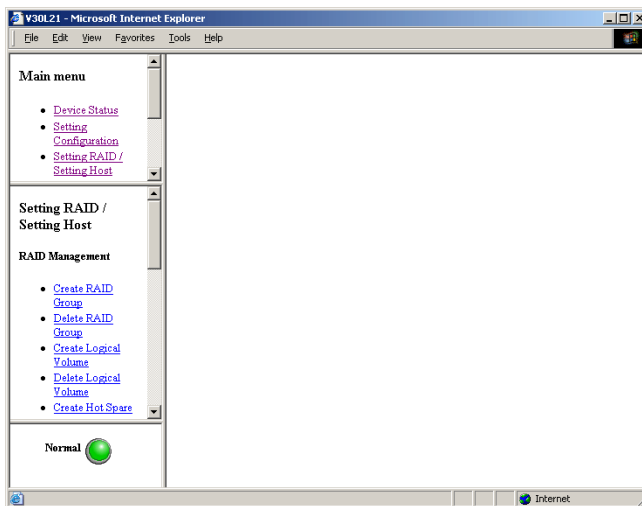 V30L21 - Microsoft Internet Explorer
File Edit View Favorites Tools Help
Main menu
Device Status
Setting
Configuration
Setting RAID /
Setting Host
Setting RAID /
Setting Host
RAID Management
Create RAID
Group
Delete RAID
Group
Create Logical
Volume
Delete Logical
Volume
Create Hot Spare
Normal
Internet